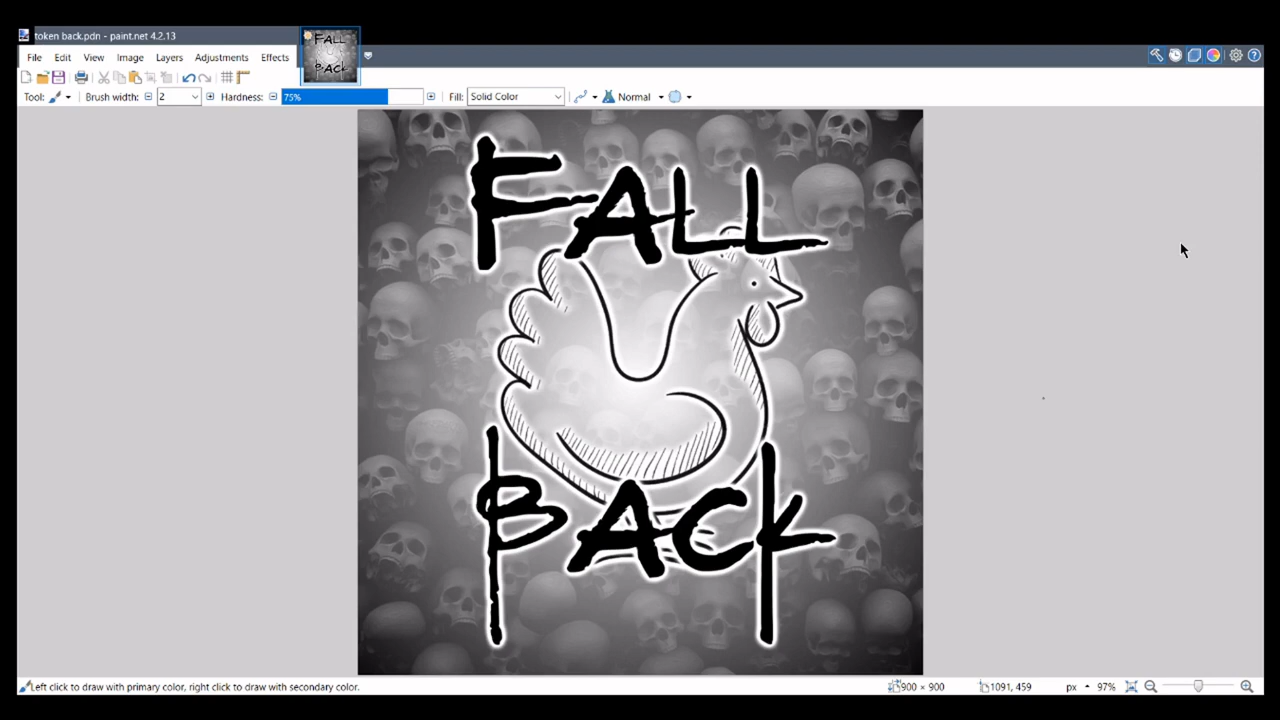 token back.pdn - paint.net 4.2.13
FALL
BACK
File Edit View Image Layers Adjustments Effects
Tool: Brush width: 2 Hardness: 75% Fill: Solid Color Normal
FALL
BACK
Left click to draw with primary color, right click to draw with secondary color. 900 × 900 1091, 459 px 97%